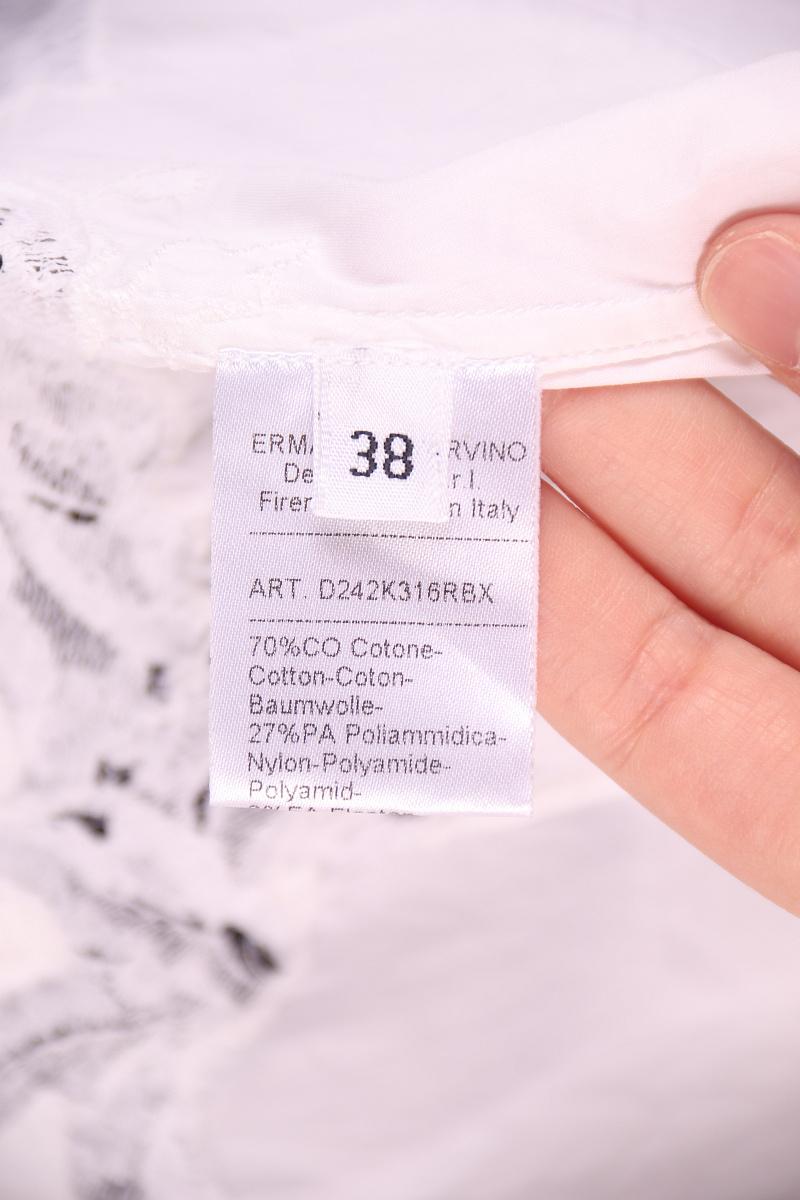 38
ERMA RVINO
De r.l.
Firen n Italy
ART. D242K316RBX
70%CO Cotone-
Cotton-Coton-
Baumwolle-
27%PA Poliammidica-
Nylon-Polyamide-
Polyamid-